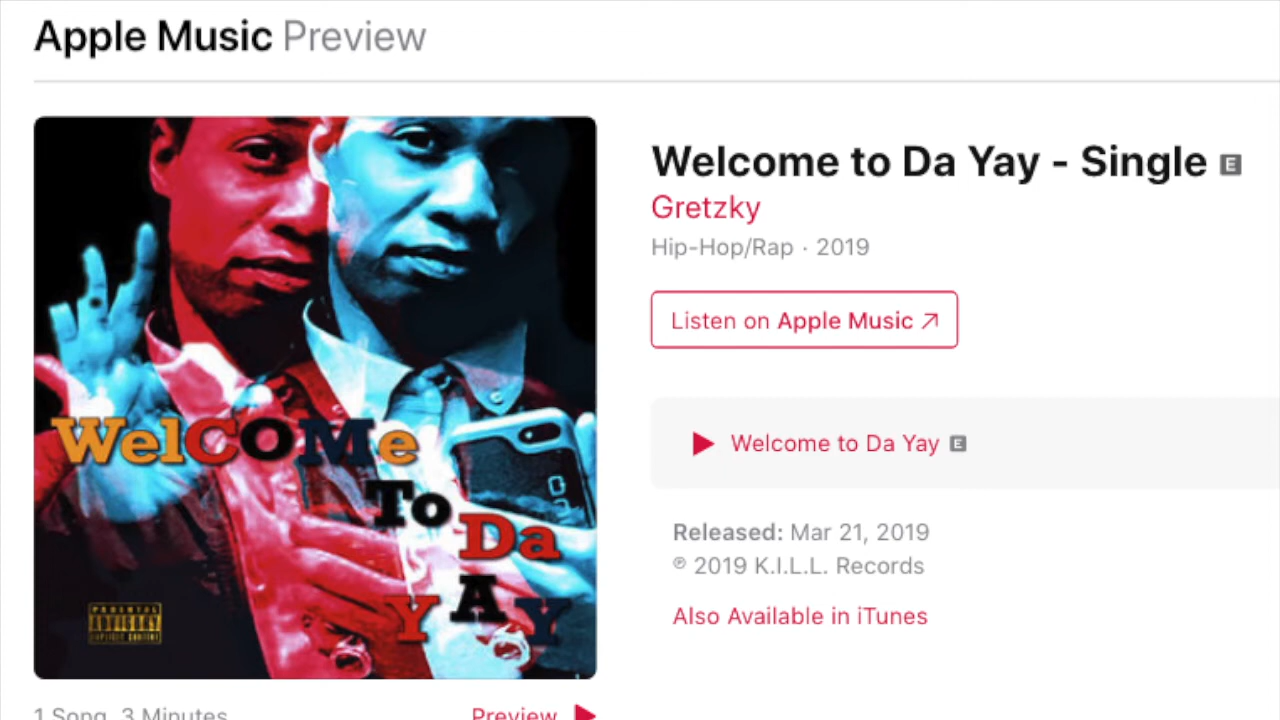 Apple Music Preview
WelCOMe
To
Da
YAY
PARENTAL
ADVISORY
EXPLICIT CONTENT
1 Song, 3 Minutes
Preview
Welcome to Da Yay - Single E
Gretzky
Hip-Hop/Rap · 2019
Listen on Apple Music ↗
Welcome to Da Yay E
Released: Mar 21, 2019
℗ 2019 K.I.L.L. Records
Also Available in iTunes